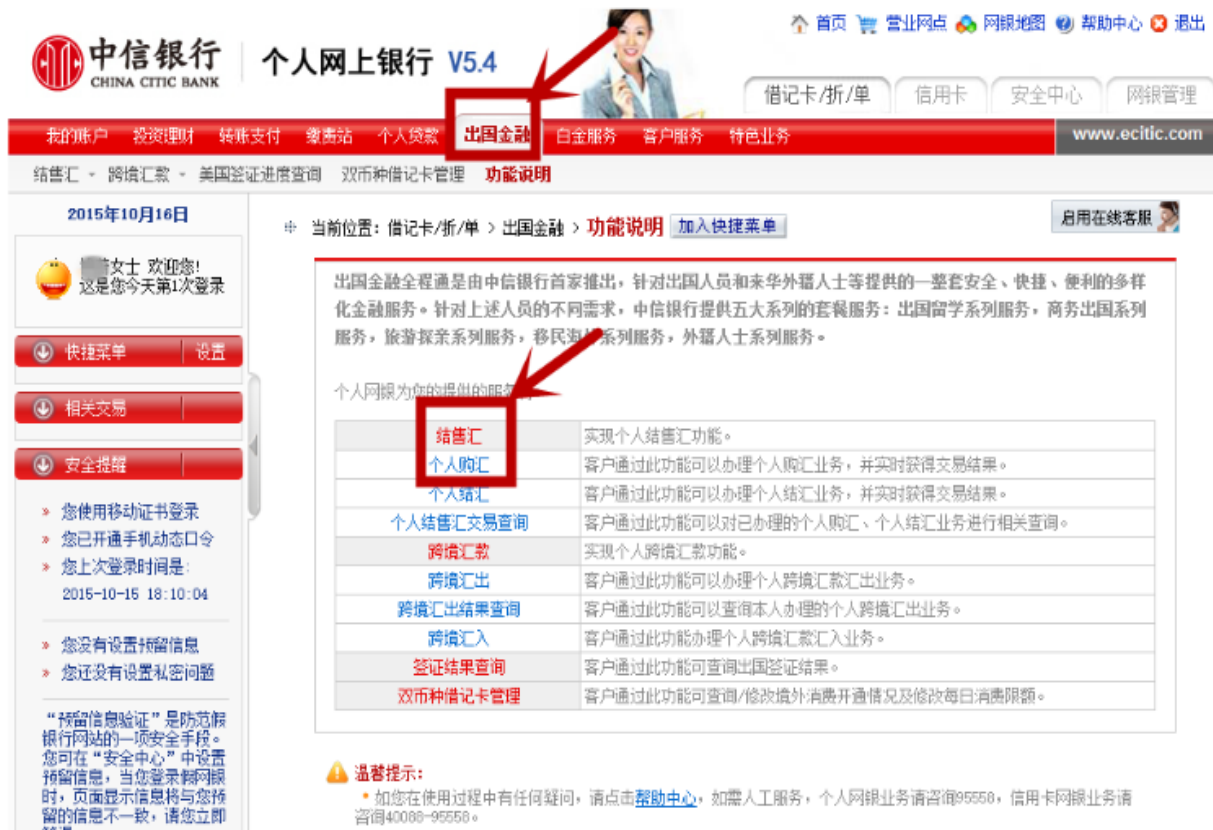 首页 营业网点 网银地图 帮助中心 退出
中信银行
CHINA CITIC BANK
个人网上银行 V5.4
借记卡/折/单 信用卡 安全中心 网银管理
我的账户 投资理财 转账支付 缴费站 个人贷款 出国金融 白金服务 客户服务 特色业务 www.ecitic.com
结售汇 跨境汇款 美国签证进度查询 双币种借记卡管理 功能说明
2015年10月16日
女士 欢迎您!
这是您今天第1次登录
快捷菜单 设置
相关交易
安全提醒
» 您使用移动证书登录
» 您已开通手机动态口令
» 您上次登录时间是:
2015-10-15 18:10:04
» 您没有设置预留信息
» 您还没有设置私密问题
“预留信息验证”是防范假
银行网站的一项安全手段。
您可在“安全中心”中设置
预留信息，当您登录假网银
时，页面显示信息将与您预
留的信息不一致，请您立即
当前位置: 借记卡/折/单 > 出国金融 > 功能说明 加入快捷菜单
启用在线客服
出国金融全程通是由中信银行首家推出，针对出国人员和来华外籍人士等提供的一整套安全、快捷、便利的多样
化金融服务。针对上述人员的不同需求，中信银行提供五大系列的套餐服务：出国留学系列服务，商务出国系列
服务，旅游探亲系列服务，移民系列服务，外籍人士系列服务。
个人网银为您的提供的服务
结售汇 实现个人结售汇功能。
个人购汇 客户通过此功能可以办理个人购汇业务，并实时获得交易结果。
个人结汇 客户通过此功能可以办理个人结汇业务，并实时获得交易结果。
个人结售汇交易查询 客户通过此功能可以对已办理的个人购汇、个人结汇业务进行相关查询。
跨境汇款 实现个人跨境汇款功能。
跨境汇出 客户通过此功能可以办理个人跨境汇款汇出业务。
跨境汇出结果查询 客户通过此功能可以查询本人办理的个人跨境汇出业务。
跨境汇入 客户通过此功能办理个人跨境汇款汇入业务。
签证结果查询 客户通过此功能可查询出国签证结果。
双币种借记卡管理 客户通过此功能可查询/修改境外消费开通情况及修改每日消费限额。
温馨提示:
如您在使用过程中有任何疑问，请点击帮助中心，如需人工服务，个人网银业务请咨询95558，信用卡网银业务请
咨询40088-95558。